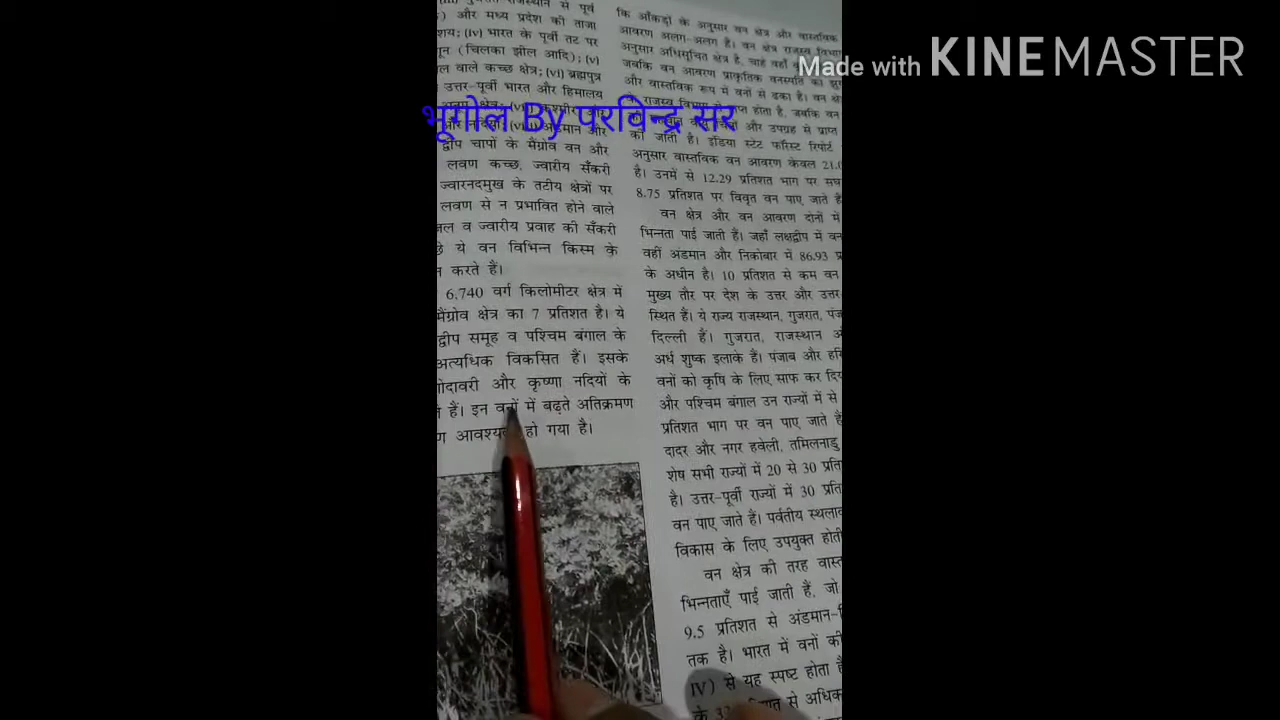 Made with KINEMASTER
भूगोल By परविन्द्र सर
से पूर्व
और मध्य प्रदेश की ताजा
(iv) भारत के पूर्वी तट पर
(चिलका झील आदि); (v)
वाले कच्छ क्षेत्र; (vi) ब्रह्मपुत्र
उत्तर-पूर्वी भारत और हिमालय
और
द्वीप चापों के मैंग्रोव वन और
लवण कच्छ, ज्वारीय सँकरी
ज्वारनदमुख के तटीय क्षेत्रों पर
लवण से न प्रभावित होने वाले
व ज्वारीय प्रवाह की सँकरी
ये वन विभिन्न किस्म के
करते हैं।
6,740 वर्ग किलोमीटर क्षेत्र में
मैंग्रोव क्षेत्र का 7 प्रतिशत है। ये
द्वीप समूह व पश्चिम बंगाल के
अत्यधिक विकसित हैं। इसके
और कृष्णा नदियों के
हैं। इन वनों में बढ़ते अतिक्रमण
हो गया है।
कि आँकड़ों के अनुसार वन क्षेत्र और वास्तविक
आवरण अलग-अलग है। वन क्षेत्र राजस्व
अनुसार अधिसूचित क्षेत्र है, चाहे वहाँ
जबकि वन आवरण प्राकृतिक वनस्पति का
और वास्तविक रूप में वनों से ढका है। वन
राजस्व होता है, जबकि वन
और उपग्रह से प्राप्त
की जाती है। इंडिया स्टेट फॉरेस्ट रिपोर्ट
अनुसार वास्तविक वन आवरण केवल
है। उनमें से 12.29 प्रतिशत भाग पर
8.75 प्रतिशत पर विवृत वन पाए जाते
वन क्षेत्र और वन आवरण दोनों में
भिन्नता पाई जाती है। जहाँ लक्षद्वीप में वन
वहीं अंडमान और निकोबार में 86.93
के अधीन है। 10 प्रतिशत से कम वन
मुख्य तौर पर देश के उत्तर और उत्तर
स्थित हैं। ये राज्य राजस्थान, गुजरात,
दिल्ली हैं। गुजरात, राजस्थान
अर्ध शुष्क इलाके हैं। पंजाब और
वनों को कृषि के लिए साफ कर
और पश्चिम बंगाल उन राज्यों में से
प्रतिशत भाग पर वन पाए जाते
दादर और नगर हवेली, तमिलनाडु
शेष सभी राज्यों में 20 से 30
है। उत्तर-पूर्वी राज्यों में 30
वन पाए जाते हैं। पर्वतीय
विकास के लिए उपयुक्त
वन क्षेत्र की तरह
भिन्नताएँ पाई जाती हैं, जो
9.5 प्रतिशत से
तक है। भारत में वनों की
IV) से यह स्पष्ट होता
के से अधिक